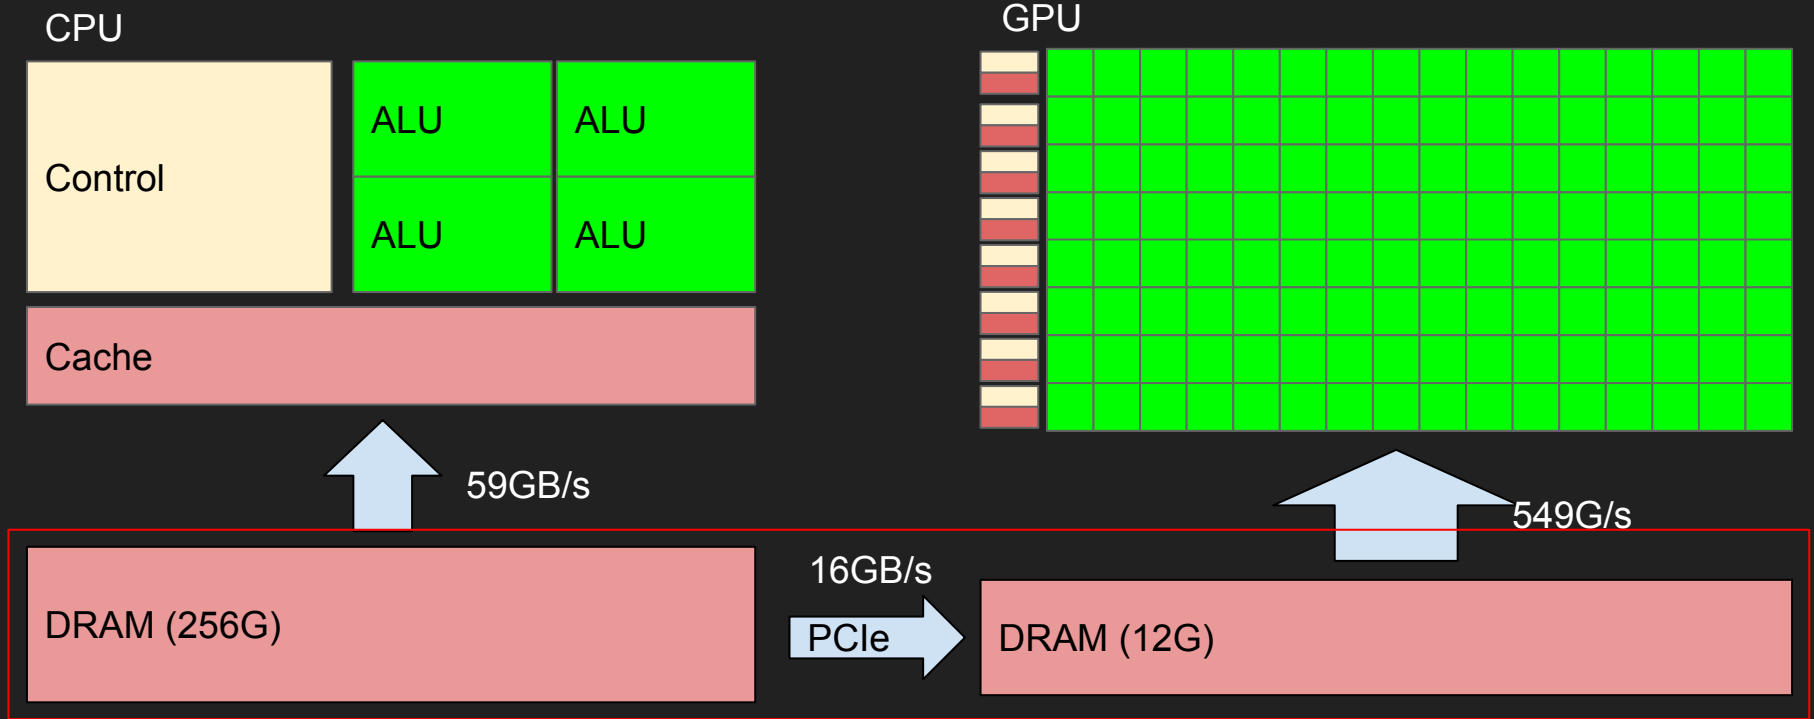 CPU
GPU
Control
ALU
ALU
ALU
ALU
Cache
59GB/s
549G/s
DRAM (256G)
16GB/s
PCIe
DRAM (12G)